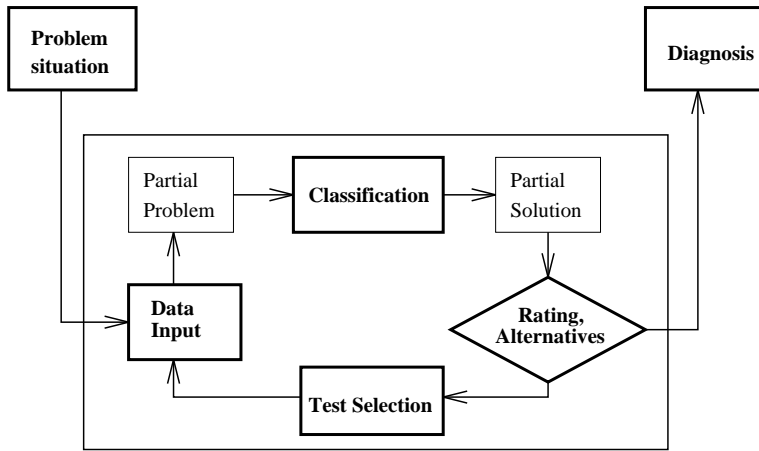 Problem
situation
Diagnosis
Partial
Problem
Classification
Partial
Solution
Data
Input
Rating,
Alternatives
Test Selection